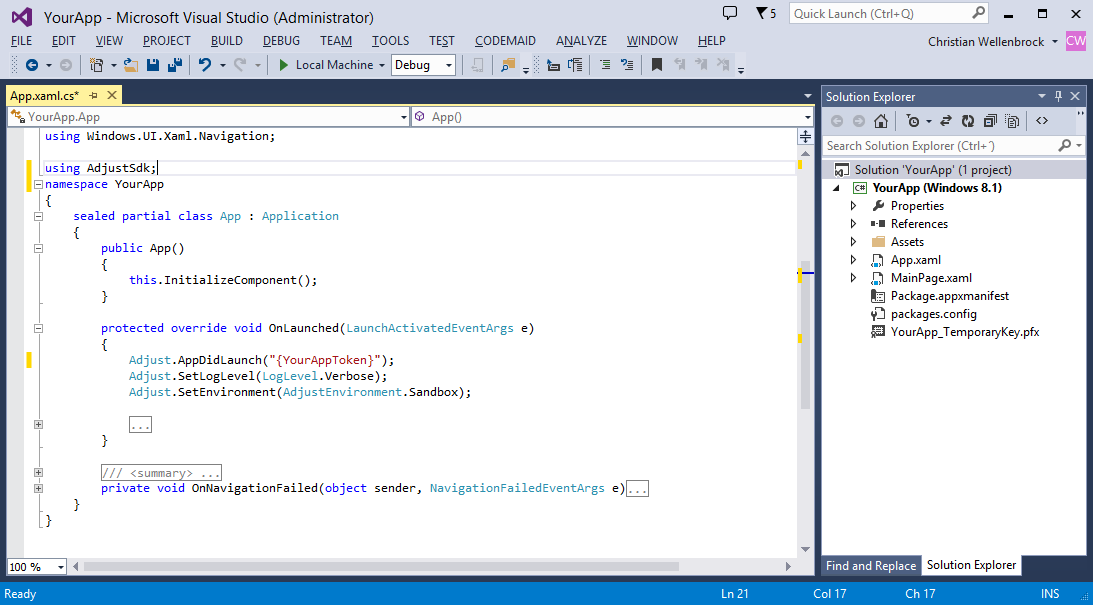 YourApp - Microsoft Visual Studio (Administrator)
5
Quick Launch (Ctrl+Q)
FILE EDIT VIEW PROJECT BUILD DEBUG TEAM TOOLS TEST CODEMAID ANALYZE WINDOW HELP
Christian Wellenbrock
CW
Local Machine
Debug
App.xaml.cs*
YourApp.App
App()
using Windows.UI.Xaml.Navigation;
using AdjustSdk;
namespace YourApp
{
sealed partial class App : Application
{
public App()
{
this.InitializeComponent();
}
protected override void OnLaunched(LaunchActivatedEventArgs e)
{
Adjust.AppDidLaunch("{YourAppToken}");
Adjust.SetLogLevel(LogLevel.Verbose);
Adjust.SetEnvironment(AdjustEnvironment.Sandbox);
...
}
/// <summary> ...
private void OnNavigationFailed(object sender, NavigationFailedEventArgs e)...
}
}
100 %
Solution Explorer
Search Solution Explorer (Ctrl+´)
Solution 'YourApp' (1 project)
C# YourApp (Windows 8.1)
Properties
References
Assets
App.xaml
MainPage.xaml
Package.appxmanifest
packages.config
YourApp_TemporaryKey.pfx
Find and Replace
Solution Explorer
Ready
Ln 21
Col 17
Ch 17
INS